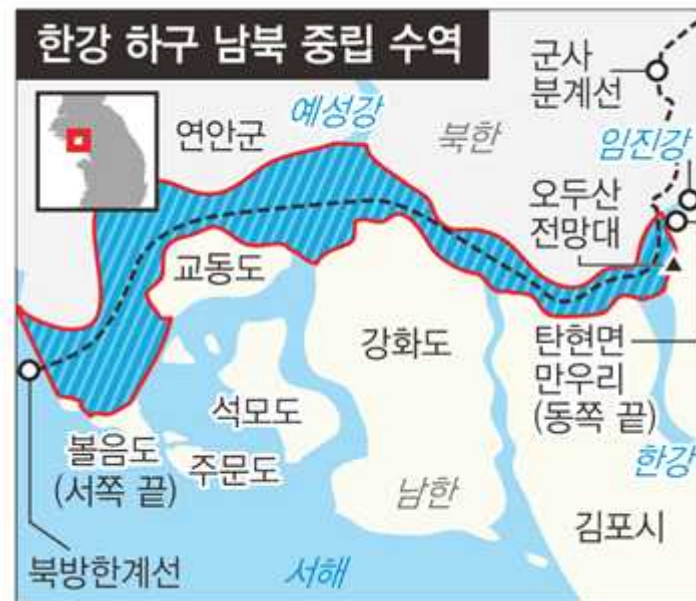 한강 하구 남북 중립 수역
군사
분계선
예성강
연안군
북한
임진강
오두산
전망대
교동도
강화도
탄현면
만우리
(동쪽 끝)
석모도
볼음도
(서쪽 끝)
주문도
한강
남한
김포시
북방한계선
서해